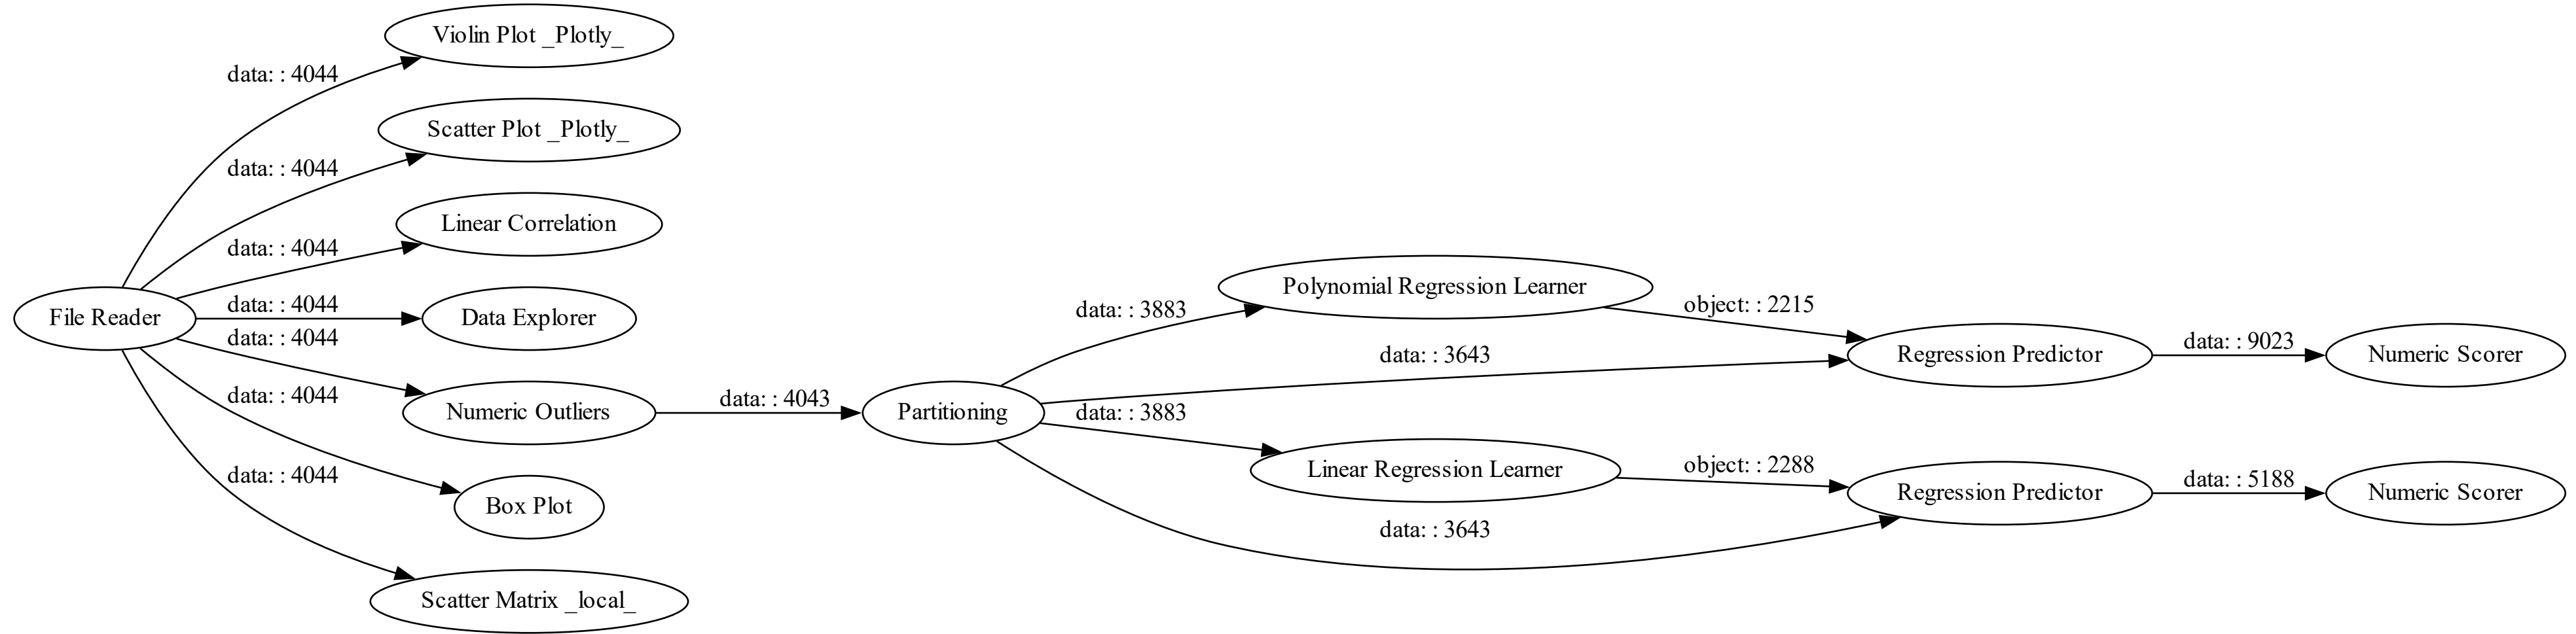 Violin Plot _Plotly_
data: : 4044
Scatter Plot _Plotly_
data: : 4044
Linear Correlation
data: : 4044
File Reader
data: : 4044
Data Explorer
data: : 4044
Numeric Outliers
data: : 4044
Box Plot
data: : 4044
Scatter Matrix _local_
data: : 4043
Partitioning
data: : 3883
Polynomial Regression Learner
object: : 2215
data: : 3643
Regression Predictor
data: : 9023
Numeric Scorer
data: : 3883
Linear Regression Learner
object: : 2288
data: : 3643
Regression Predictor
data: : 5188
Numeric Scorer